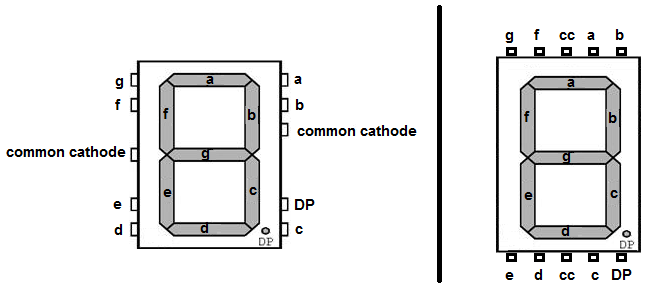 g f cc a b
g a a
a
f b
f b f b
common cathode
common cathode g g
e c e c
e DP
d d c d
DP DP
e d cc c DP